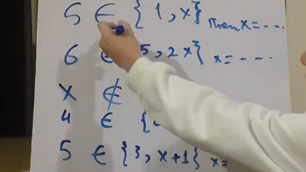 5 ∈ { 1 , x } then x = ----
6 ∈ { 5 , 2x } x = ----
x ∉ {
4 ∈ {
5 ∈ { 3 , x+1 } x =